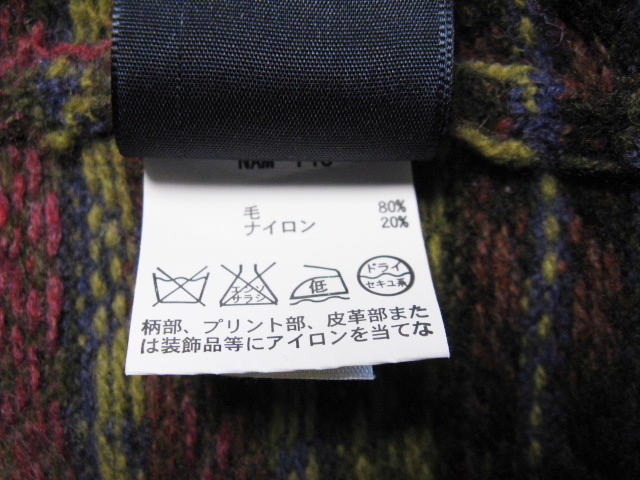 毛 80%
ナイロン 20%
エンソ サラシ
低
ドライ
セキユ系
柄部、プリント部、皮革部また
は装飾品等にアイロンを当てな